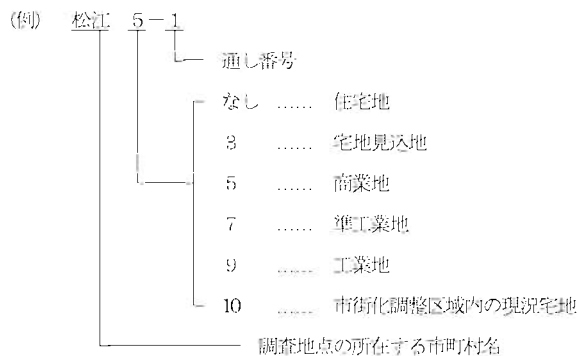 (例) 松江 5-1
通し番号
なし ...... 住宅地
3 ...... 宅地見込地
5 ...... 商業地
7 ...... 準工業地
9 ...... 工業地
10 ...... 市街化調整区域内の現況宅地
調査地点の所在する市町村名